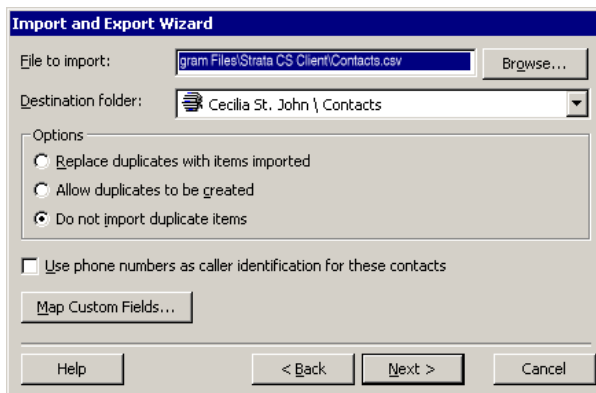 Import and Export Wizard
File to import: gram Files\Strata CS Client\Contacts.csv Browse...
Destination folder: Cecilia St. John \ Contacts
Options
Replace duplicates with items imported
Allow duplicates to be created
Do not import duplicate items
Use phone numbers as caller identification for these contacts
Map Custom Fields...
Help < Back Next > Cancel